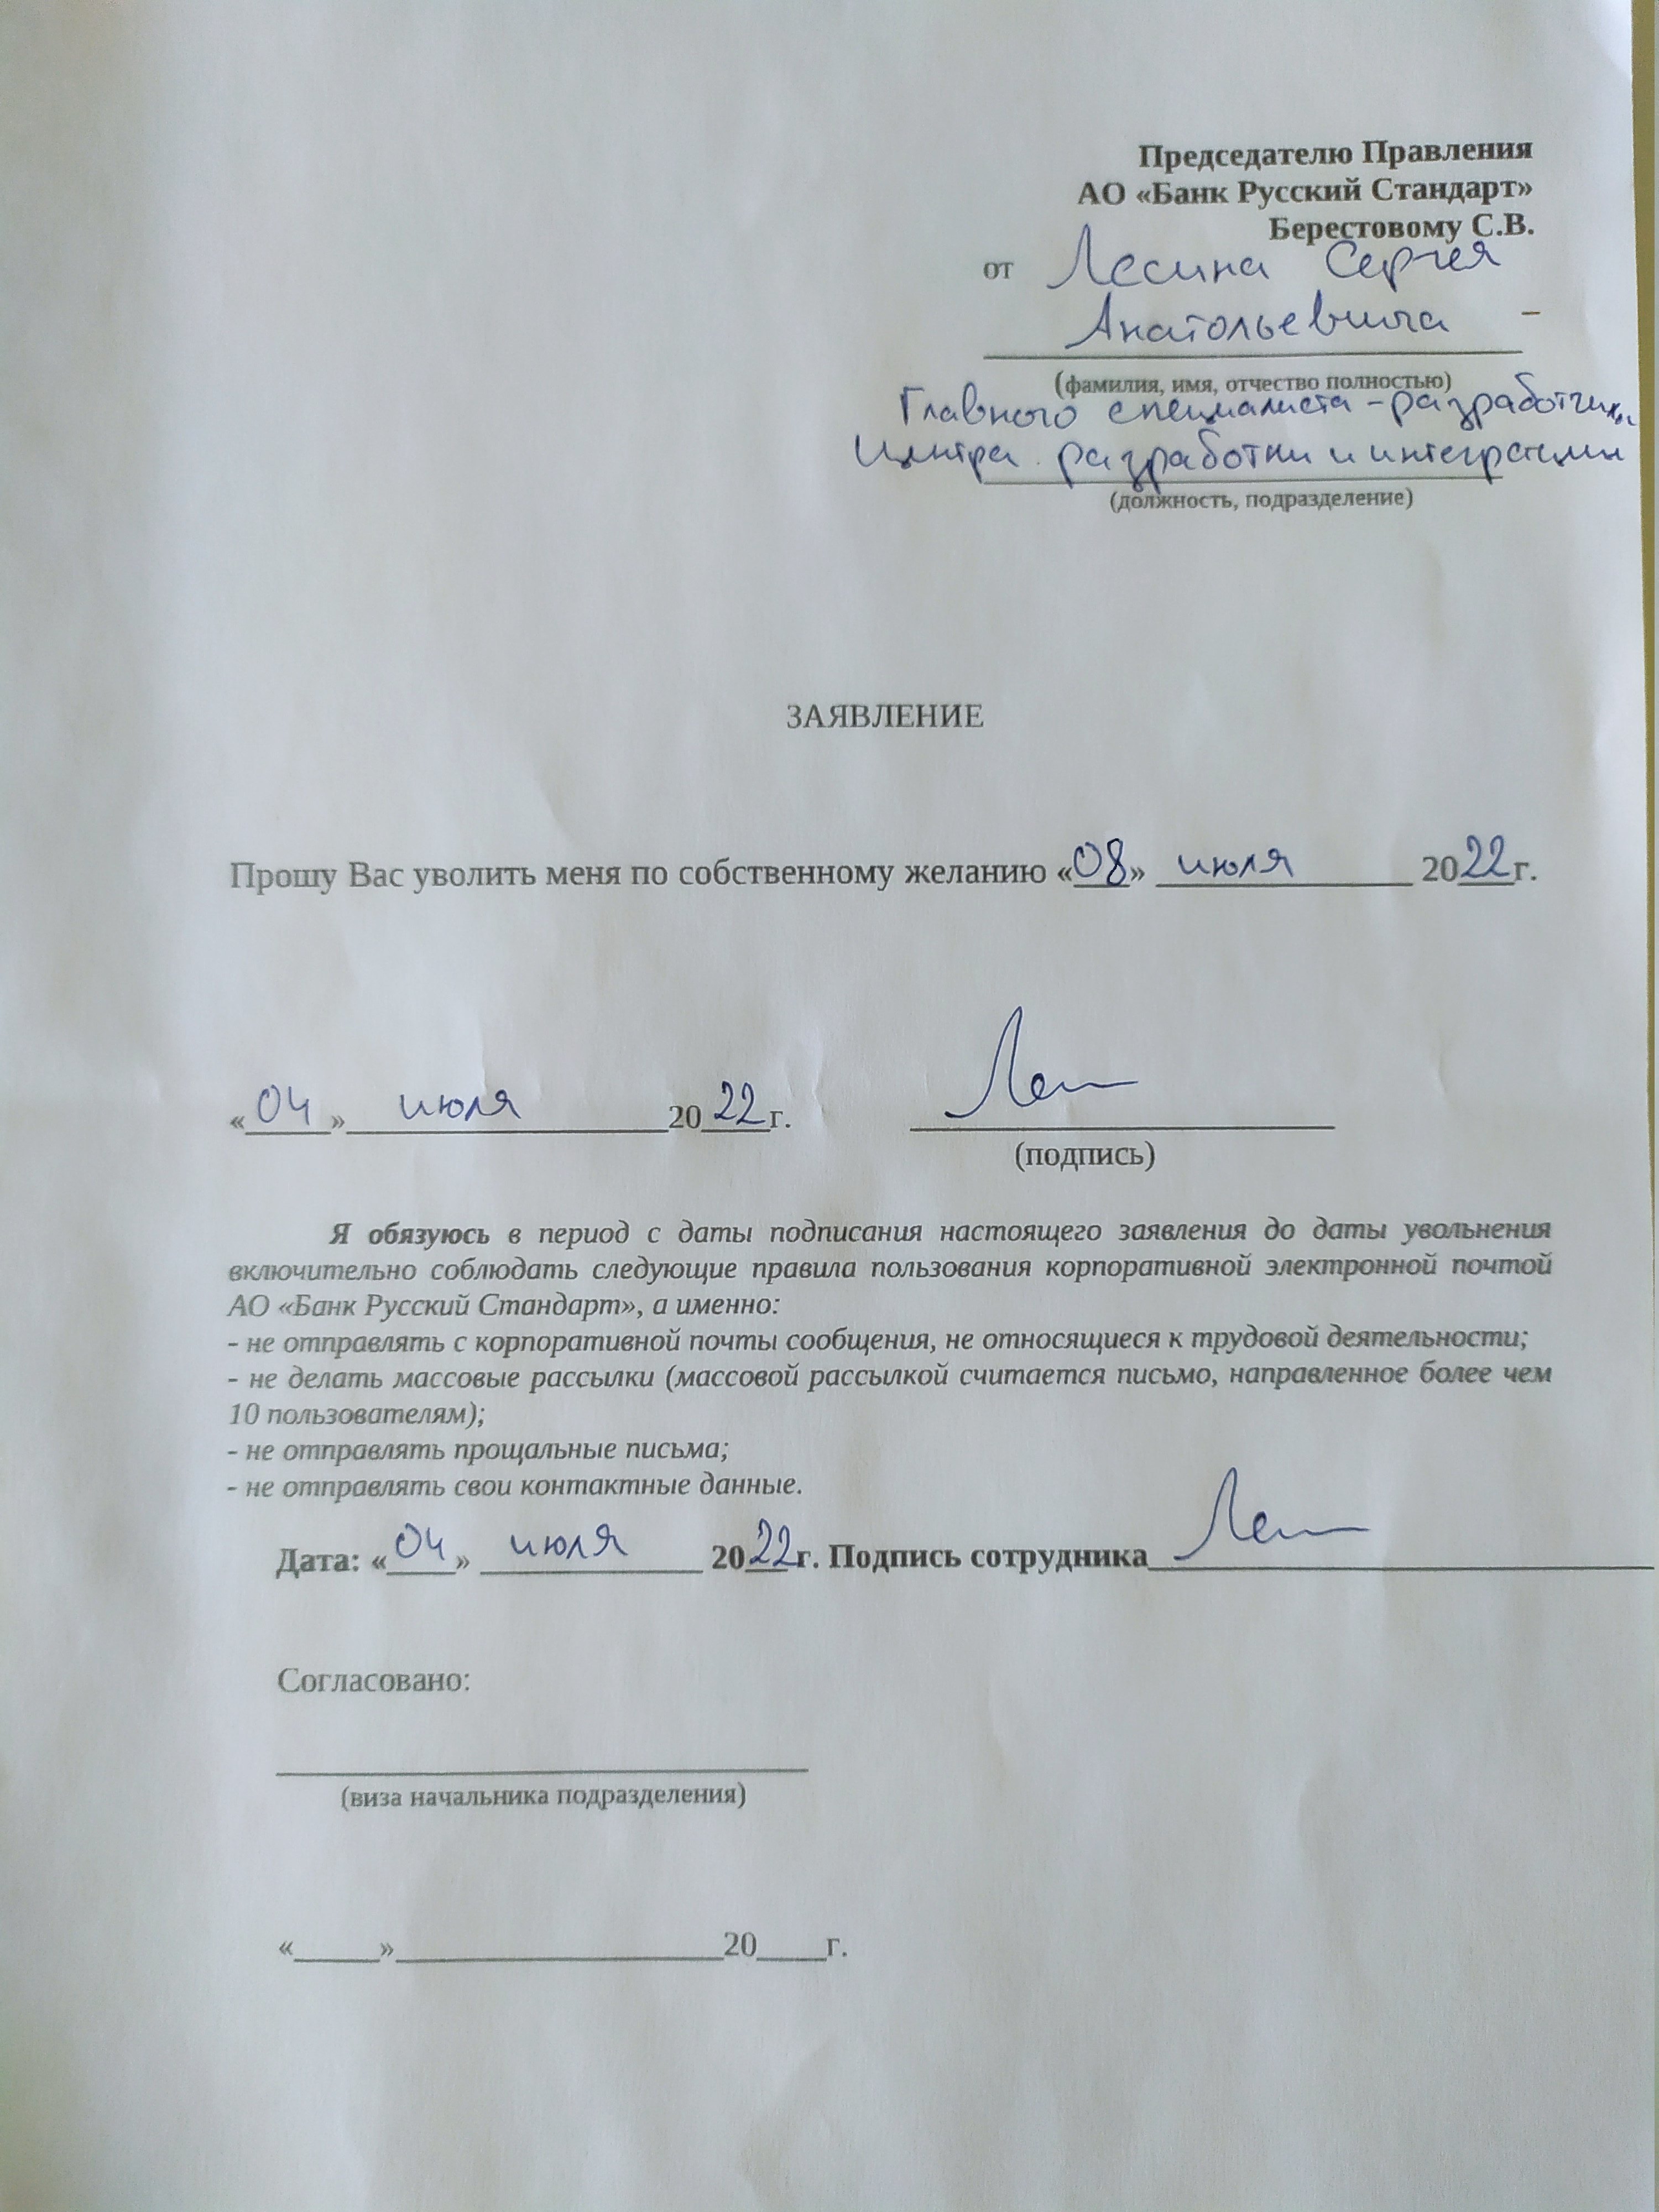 Председателю Правления
АО «Банк Русский Стандарт»
Берестовому С.В.
от Лесина Сергея
Анатольевича
(фамилия, имя, отчество полностью)
Главного специалиста-разработчика
Центра разработки и интеграции
(должность, подразделение)
ЗАЯВЛЕНИЕ
Прошу Вас уволить меня по собственному желанию «08» июля 2022г.
«04» июля 2022г.
(подпись)
Я обязуюсь в период с даты подписания настоящего заявления до даты увольнения
включительно соблюдать следующие правила пользования корпоративной электронной почтой
АО «Банк Русский Стандарт», а именно:
- не отправлять с корпоративной почты сообщения, не относящиеся к трудовой деятельности;
- не делать массовые рассылки (массовой рассылкой считается письмо, направленное более чем
10 пользователям);
- не отправлять прощальные письма;
- не отправлять свои контактные данные.
Дата: «04» июля 2022г. Подпись сотрудника
Согласовано:
(виза начальника подразделения)
«_____»____________________20____г.